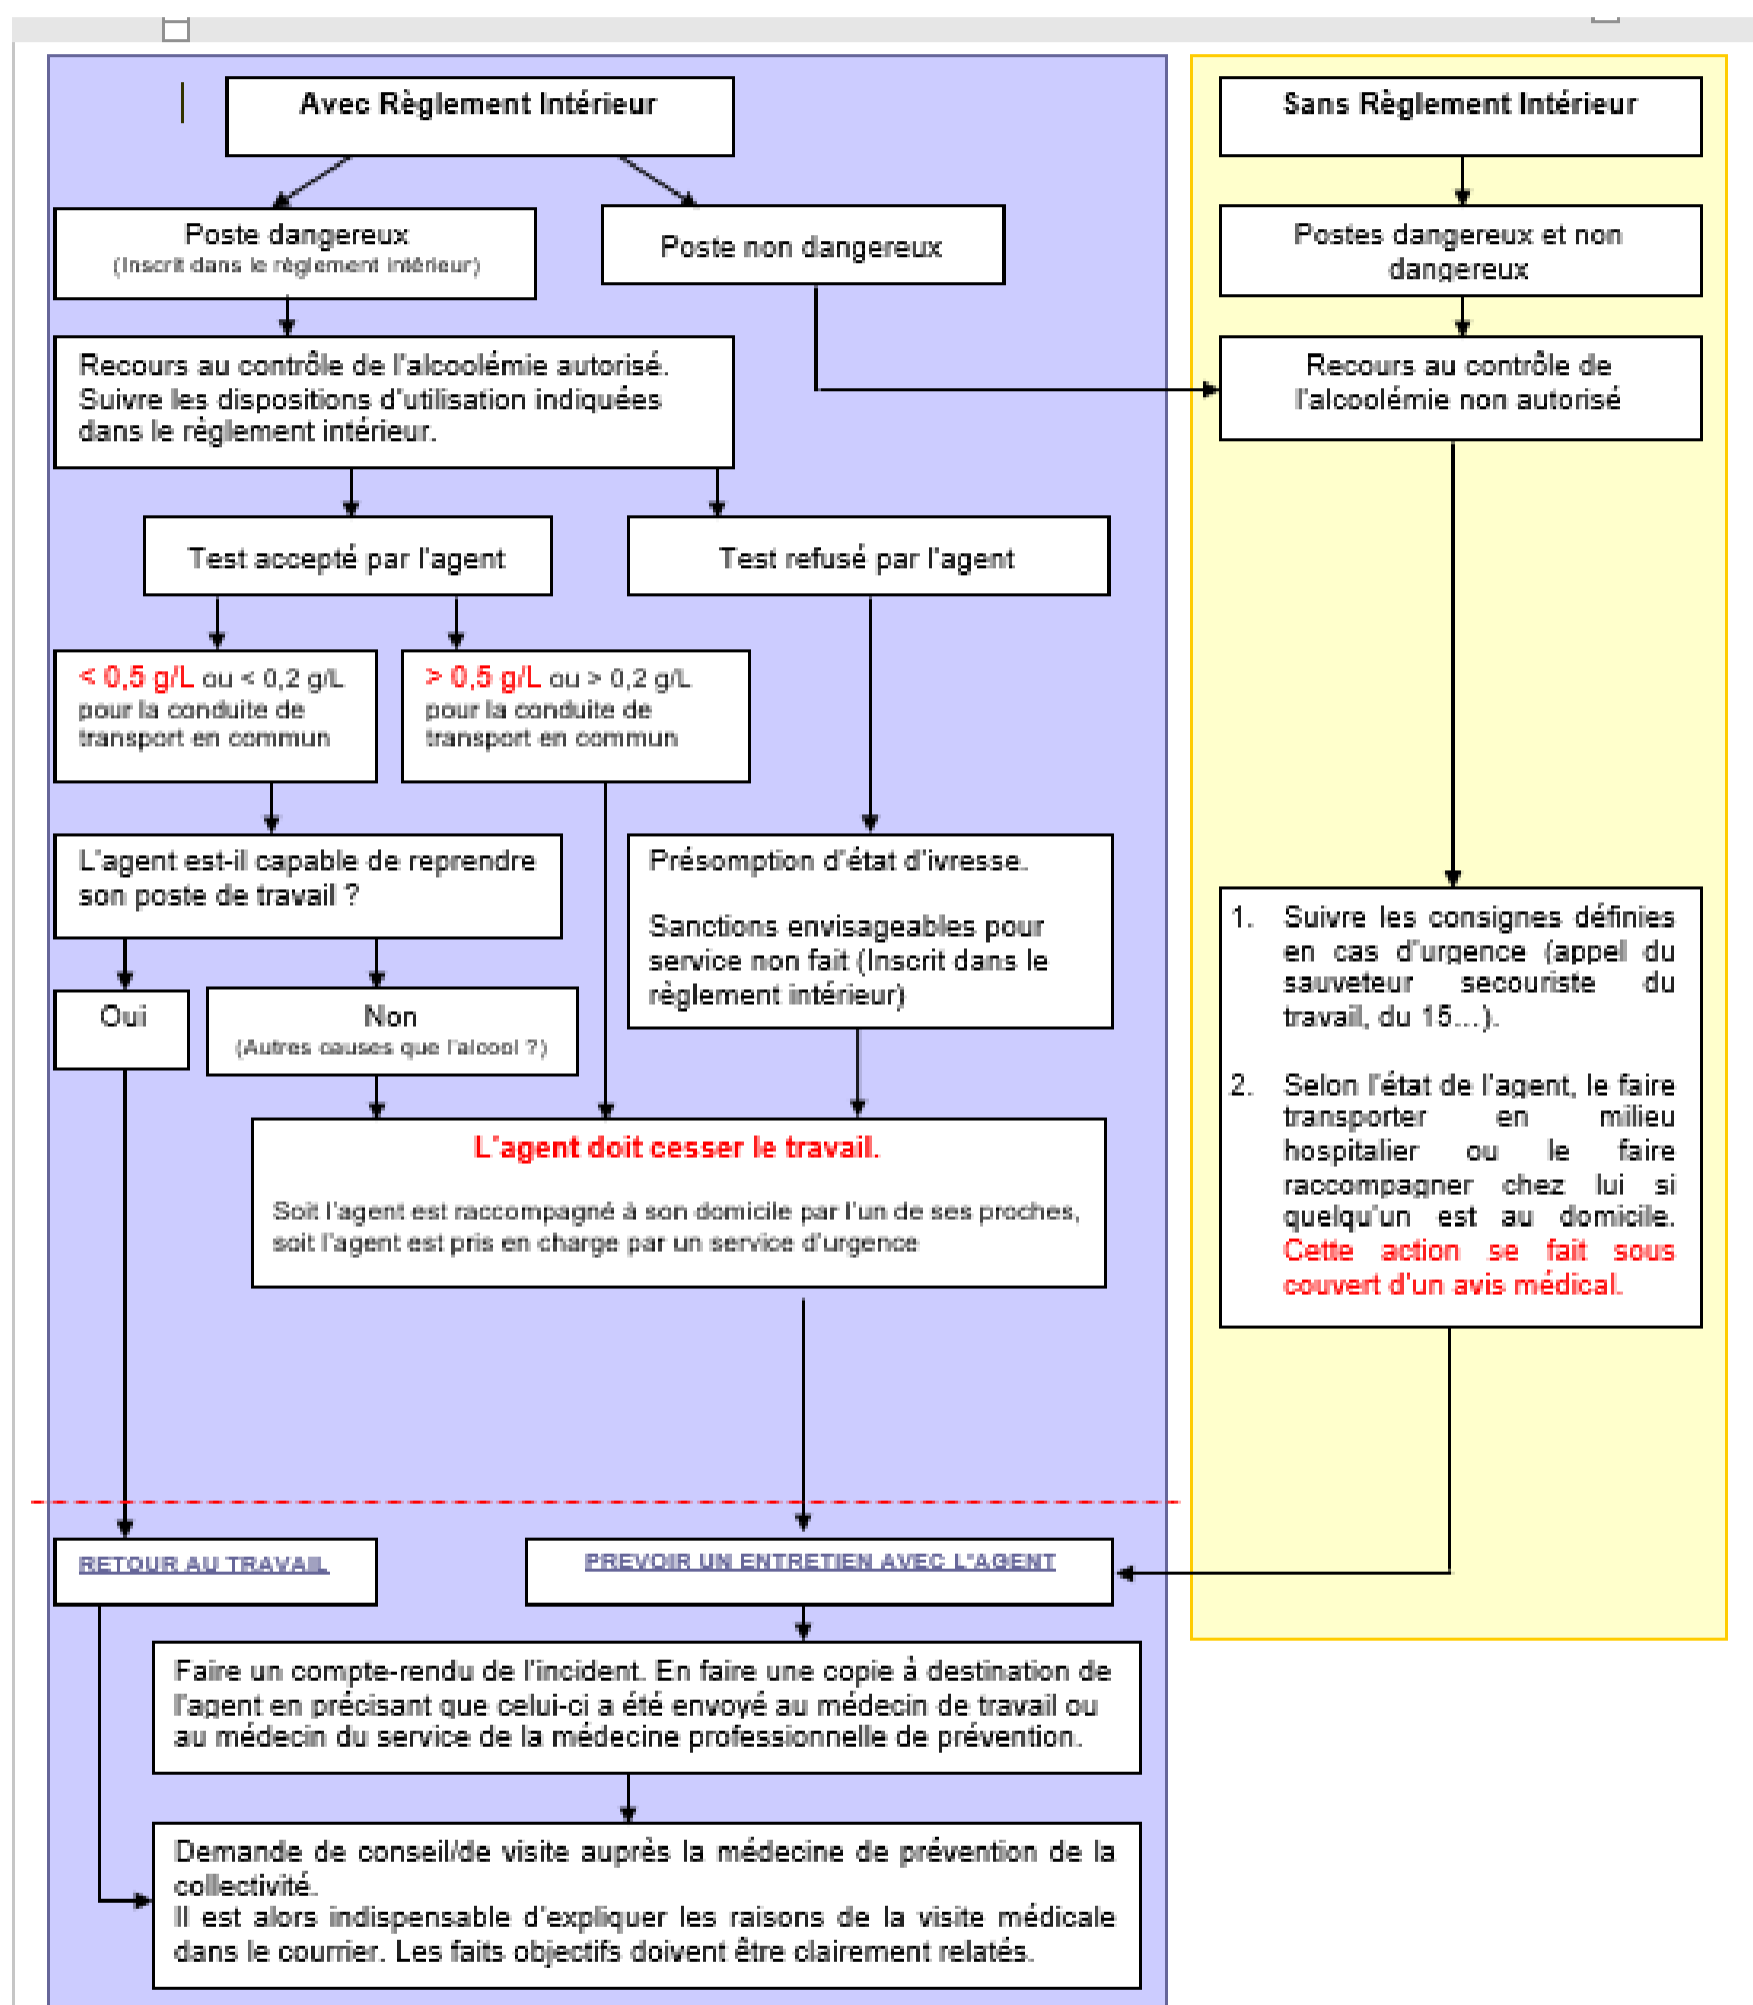 Avec Règlement Intérieur
Sans Règlement Intérieur
Poste dangereux
(Inscrit dans le règlement intérieur)
Poste non dangereux
Postes dangereux et non
dangereux
Recours au contrôle de l'alcoolémie autorisé.
Suivre les dispositions d'utilisation indiquées
dans le règlement intérieur.
Recours au contrôle de
l'alcoolémie non autorisé
Test accepté par l'agent
Test refusé par l'agent
< 0,5 g/L ou < 0,2 g/L
pour la conduite de
transport en commun
> 0,5 g/L ou > 0,2 g/L
pour la conduite de
transport en commun
L'agent est-il capable de reprendre
son poste de travail ?
Présomption d'état d'ivresse.
Sanctions envisageables pour
service non fait (Inscrit dans le
règlement intérieur)
Oui
Non
(Autres causes que l'alcool ?)
1. Suivre les consignes définies
en cas d'urgence (appel du
sauveteur secouriste du
travail, du 15...).
2. Selon l'état de l'agent, le faire
transporter en milieu
hospitalier ou le faire
raccompagner chez lui si
quelqu'un est au domicile.
Cette action se fait sous
couvert d'un avis médical.
L'agent doit cesser le travail.
Soit l'agent est raccompagné à son domicile par l'un de ses proches,
soit l'agent est pris en charge par un service d'urgence
RETOUR AU TRAVAIL
PREVOIR UN ENTRETIEN AVEC L'AGENT
Faire un compte-rendu de l'incident. En faire une copie à destination de
l'agent en précisant que celui-ci a été envoyé au médecin de travail ou
au médecin du service de la médecine professionnelle de prévention.
Demande de conseil/de visite auprès la médecine de prévention de la
collectivité.
Il est alors indispensable d'expliquer les raisons de la visite médicale
dans le courrier. Les faits objectifs doivent être clairement relatés.